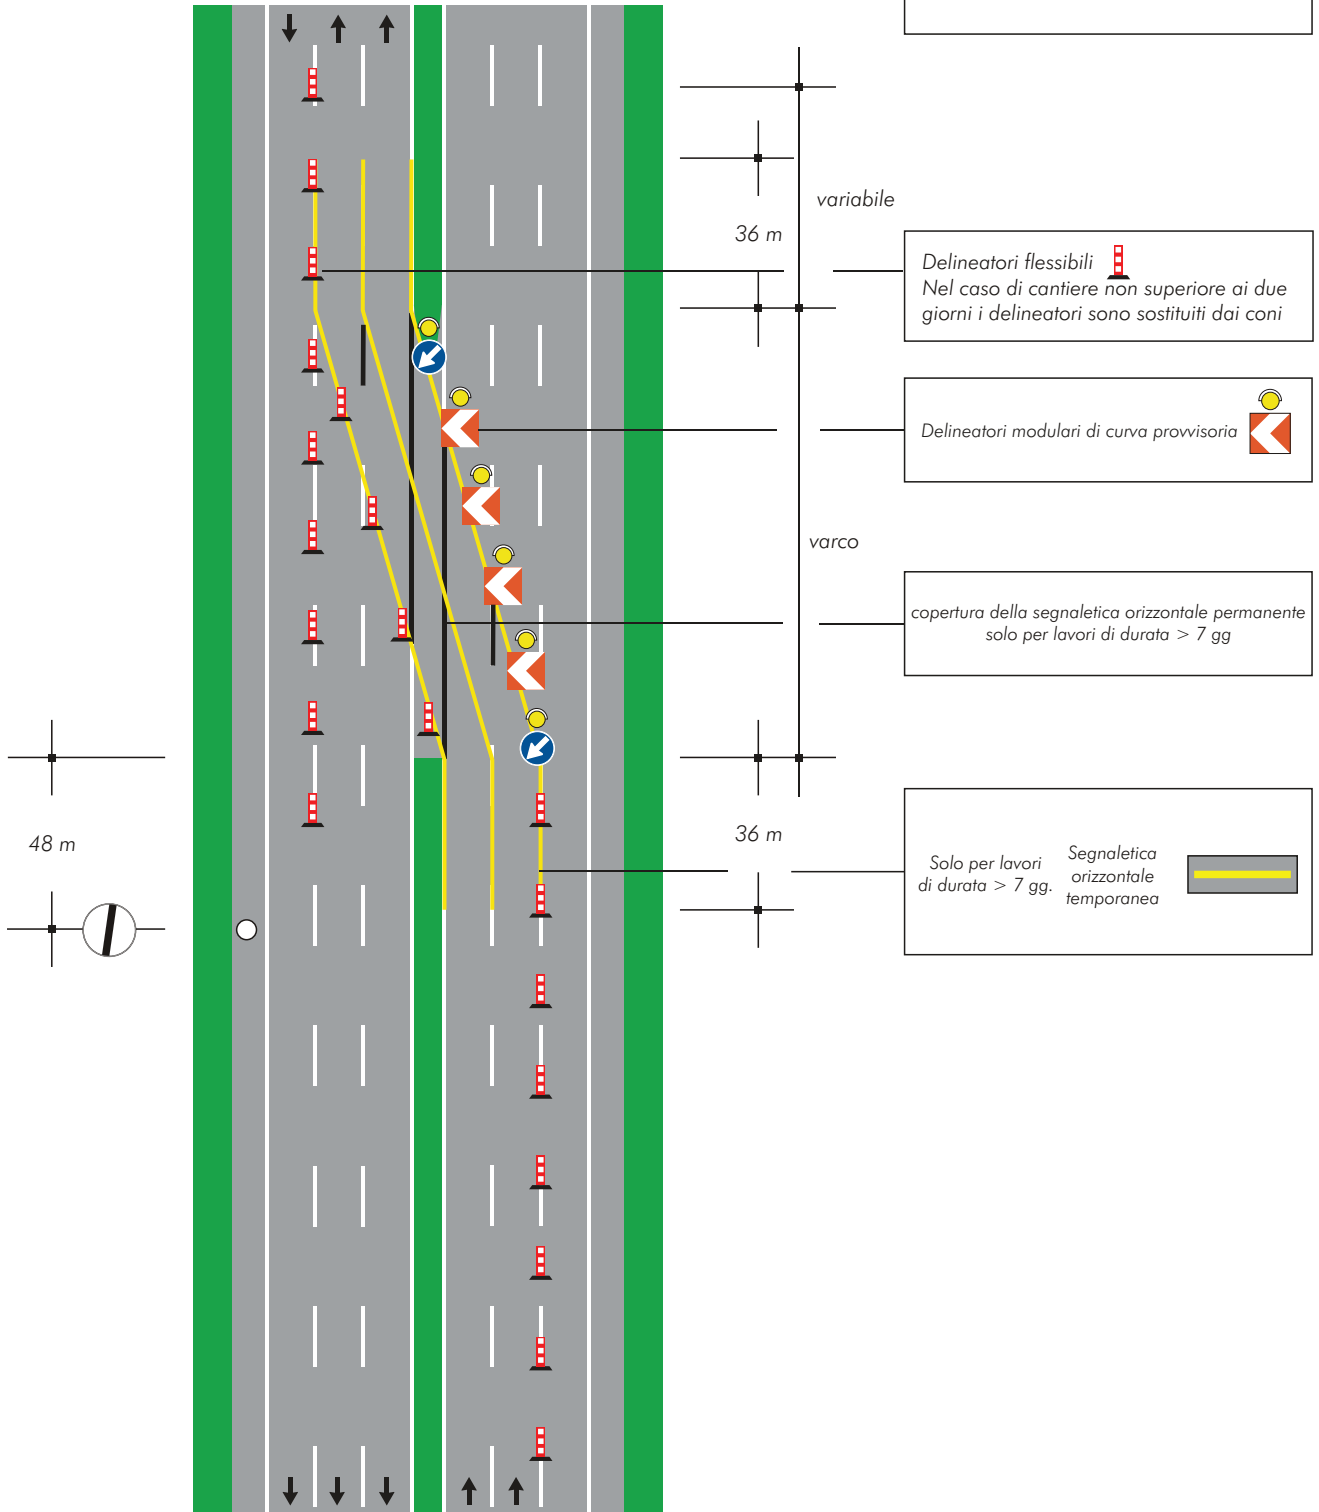 variabile
36 m
Delineatori flessibili
Nel caso di cantiere non superiore ai due
giorni i delineatori sono sostituiti dai coni
Delineatori modulari di curva provvisoria
varco
copertura della segnaletica orizzontale permanente
solo per lavori di durata > 7 gg
48 m
36 m
Solo per lavori
di durata > 7 gg.
Segnaletica
orizzontale
temporanea